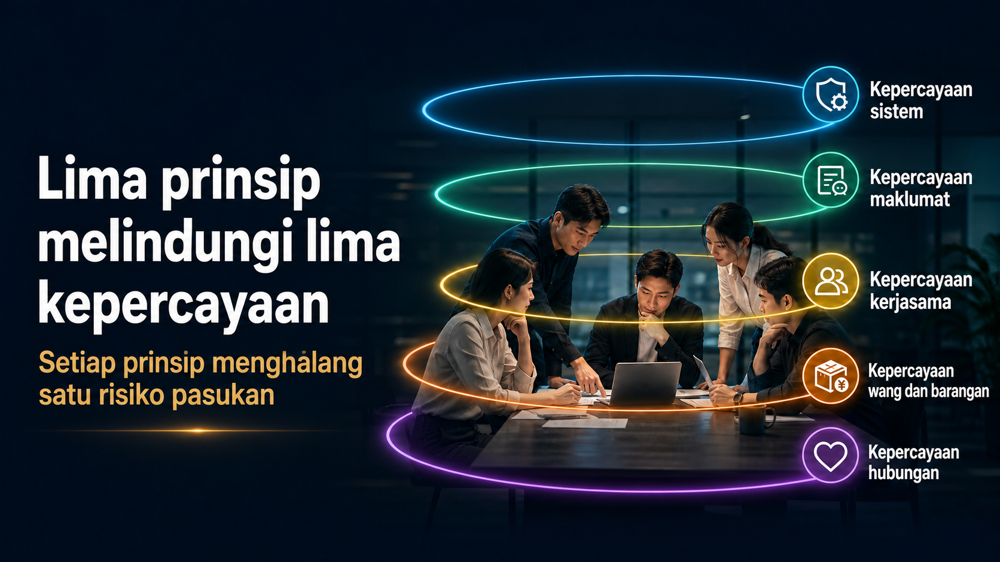 Lima prinsip
melindungi lima
kepercayaan
Setiap prinsip menghalang
satu risiko pasukan
Kepercayaan
sistem
Kepercayaan
maklumat
Kepercayaan
kerjasama
Kepercayaan
wang dan barangan
Kepercayaan
hubungan